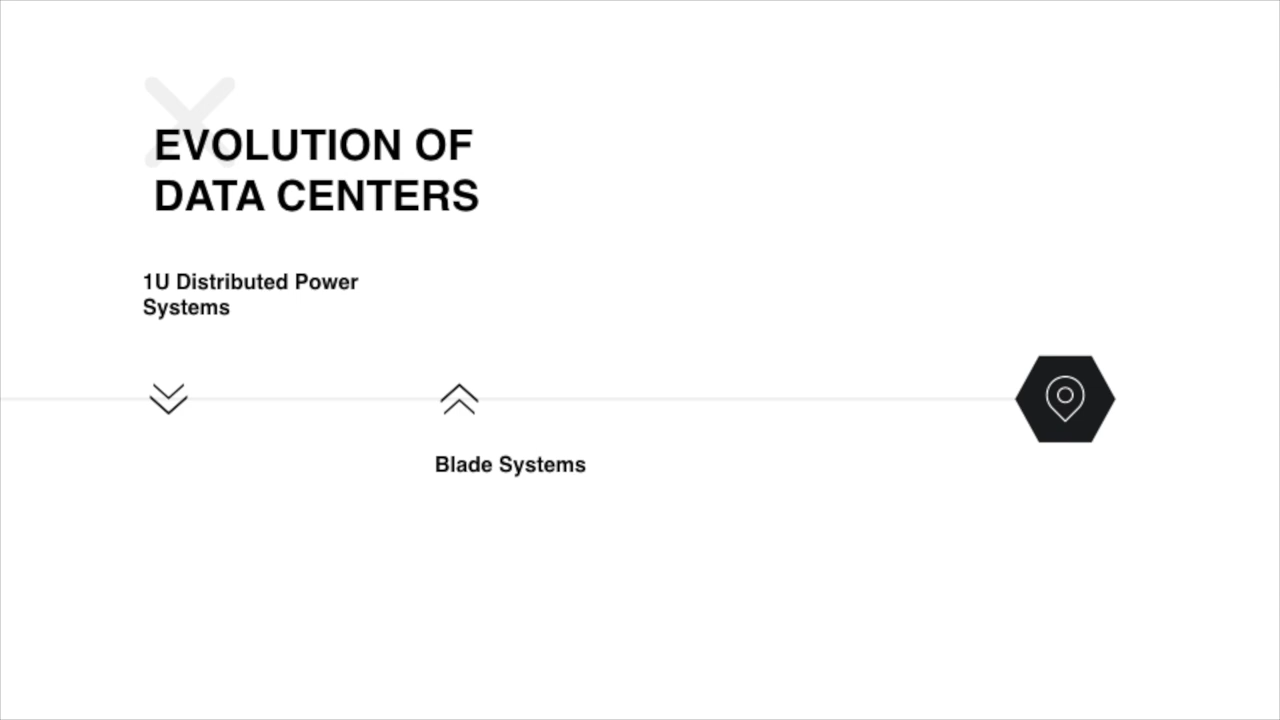 EVOLUTION OF
DATA CENTERS
1U Distributed Power
Systems
Blade Systems